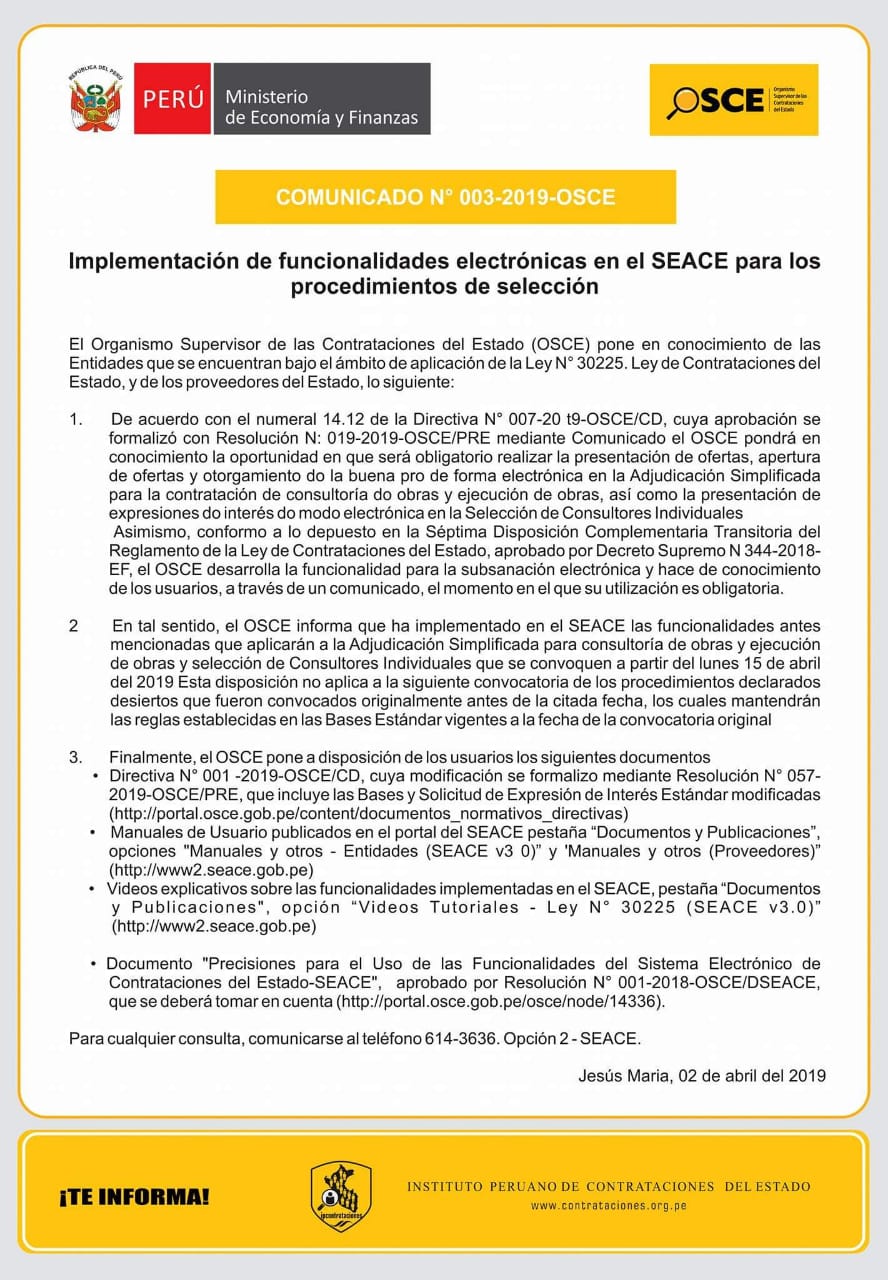 REPÚBLICA DEL PERÚ
PERÚ
Ministerio
de Economía y Finanzas
OSCE
Organismo
Supervisor de las
Contrataciones
del Estado
COMUNICADO N° 003-2019-OSCE
Implementación de funcionalidades electrónicas en el SEACE para los
procedimientos de selección
El Organismo Supervisor de las Contrataciones del Estado (OSCE) pone en conocimiento de las
Entidades que se encuentran bajo el ámbito de aplicación de la Ley N° 30225. Ley de Contrataciones del
Estado, y de los proveedores del Estado, lo siguiente:
1. De acuerdo con el numeral 14.12 de la Directiva N° 007-20 t9-OSCE/CD, cuya aprobación se
formalizó con Resolución N: 019-2019-OSCE/PRE mediante Comunicado el OSCE pondrá en
conocimiento la oportunidad en que será obligatorio realizar la presentación de ofertas, apertura
de ofertas y otorgamiento do la buena pro de forma electrónica en la Adjudicación Simplificada
para la contratación de consultoría do obras y ejecución de obras, así como la presentación de
expresiones do interés do modo electrónica en la Selección de Consultores Individuales
Asimismo, conformo a lo depuesto en la Séptima Disposición Complementaria Transitoria del
Reglamento de la Ley de Contrataciones del Estado, aprobado por Decreto Supremo N 344-2018-
EF, el OSCE desarrolla la funcionalidad para la subsanación electrónica y hace de conocimiento
de los usuarios, a través de un comunicado, el momento en el que su utilización es obligatoria.
2 En tal sentido, el OSCE informa que ha implementado en el SEACE las funcionalidades antes
mencionadas que aplicarán a la Adjudicación Simplificada para consultoría de obras y ejecución
de obras y selección de Consultores Individuales que se convoquen a partir del lunes 15 de abril
del 2019 Esta disposición no aplica a la siguiente convocatoria de los procedimientos declarados
desiertos que fueron convocados originalmente antes de la citada fecha, los cuales mantendrán
las reglas establecidas en las Bases Estándar vigentes a la fecha de la convocatoria original
3. Finalmente, el OSCE pone a disposición de los usuarios los siguientes documentos
• Directiva N° 001 -2019-OSCE/CD, cuya modificación se formalizo mediante Resolución N° 057-
2019-OSCE/PRE, que incluye las Bases y Solicitud de Expresión de Interés Estándar modificadas
(http://portal.osce.gob.pe/content/documentos_normativos_directivas)
• Manuales de Usuario publicados en el portal del SEACE pestaña “Documentos y Publicaciones”,
opciones "Manuales y otros - Entidades (SEACE v3 0)” y 'Manuales y otros (Proveedores)”
(http://www2.seace.gob.pe)
• Videos explicativos sobre las funcionalidades implementadas en el SEACE, pestaña “Documentos
y Publicaciones", opción “Videos Tutoriales - Ley N° 30225 (SEACE v3.0)”
(http://www2.seace.gob.pe)
• Documento "Precisiones para el Uso de las Funcionalidades del Sistema Electrónico de
Contrataciones del Estado-SEACE", aprobado por Resolución N° 001-2018-OSCE/DSEACE,
que se deberá tomar en cuenta (http://portal.osce.gob.pe/osce/node/14336).
Para cualquier consulta, comunicarse al teléfono 614-3636. Opción 2 - SEACE.
Jesús Maria, 02 de abril del 2019
¡TE INFORMA!
ipcontrataciones
INSTITUTO PERUANO DE CONTRATACIONES DEL ESTADO
www.contrataciones.org.pe